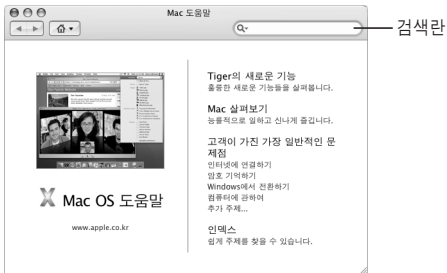 Mac 도움말
검색란
Tiger의 새로운 기능
훌륭한 새로운 기능들을 살펴봅니다.
Mac 살펴보기
능률적으로 일하고 신나게 즐깁니다.
고객이 가진 가장 일반적인 문
제점
인터넷에 연결하기
암호 기억하기
Windows에서 전환하기
컴퓨터에 관하여
추가 주제...
인덱스
쉽게 주제를 찾을 수 있습니다.
Mac OS 도움말
www.apple.co.kr